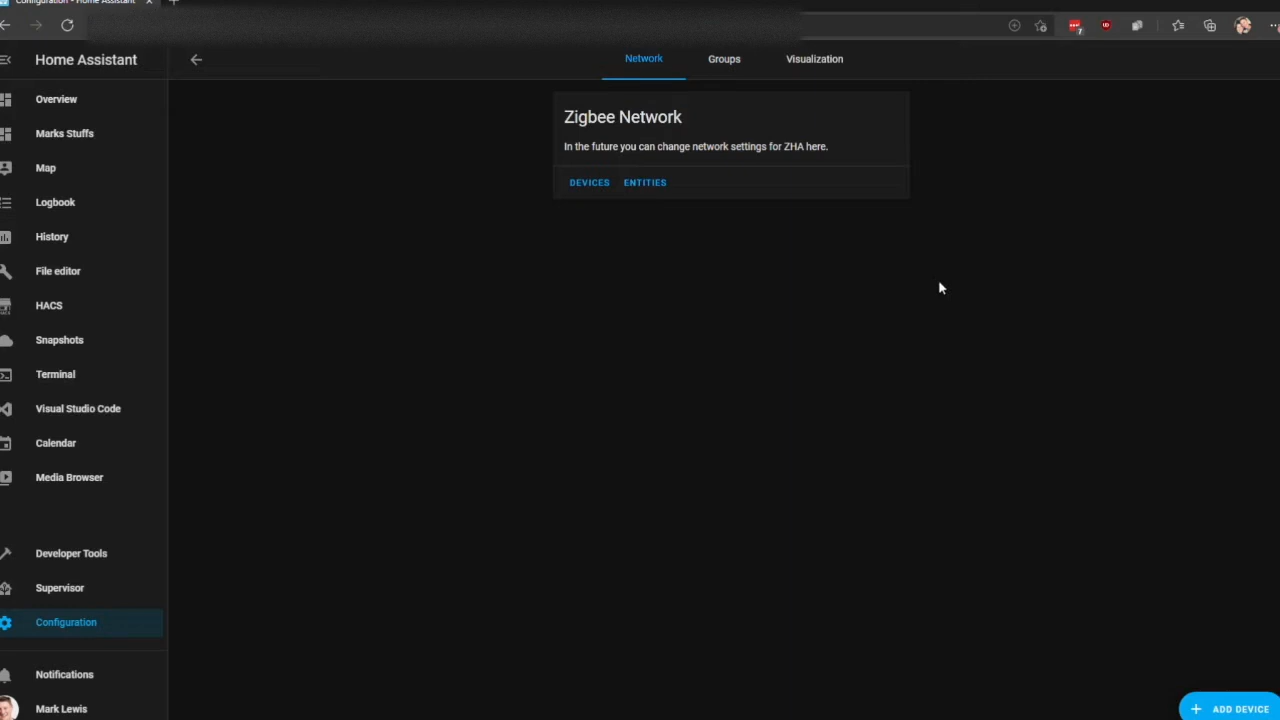 Configuration - Home Assistant
7
Home Assistant
Network
Groups
Visualization
Overview
Marks Stuffs
Map
Logbook
History
File editor
HACS
Snapshots
Terminal
Visual Studio Code
Calendar
Media Browser
Developer Tools
Supervisor
Configuration
Notifications
Mark Lewis
Zigbee Network
In the future you can change network settings for ZHA here.
DEVICES ENTITIES
ADD DEVICE